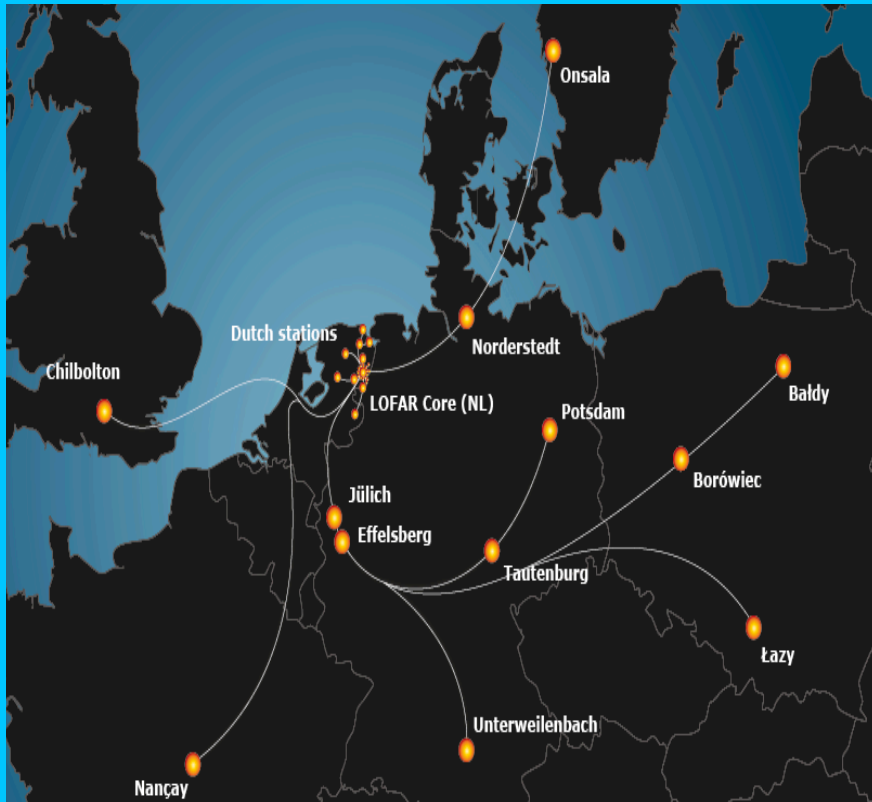 Onsala
Dutch stations
Norderstedt
Chilbolton
LOFAR Core (NL)
Bałdy
Potsdam
Borówiec
Jülich
Effelsberg
Tautenburg
Łazy
Unterweilenbach
Nançay